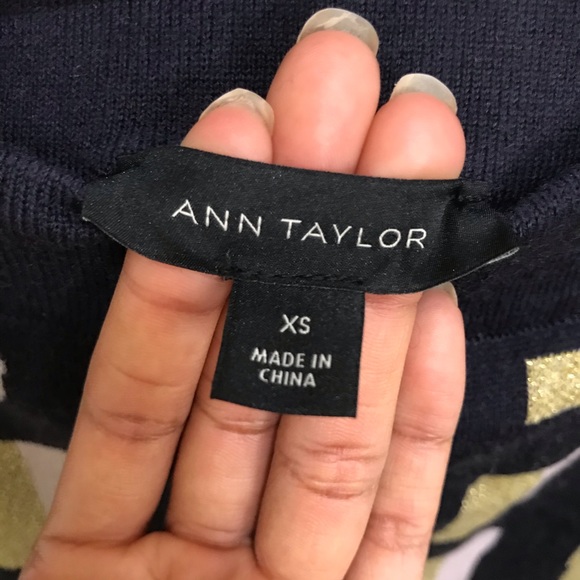 ANN TAYLOR
XS
MADE IN
CHINA